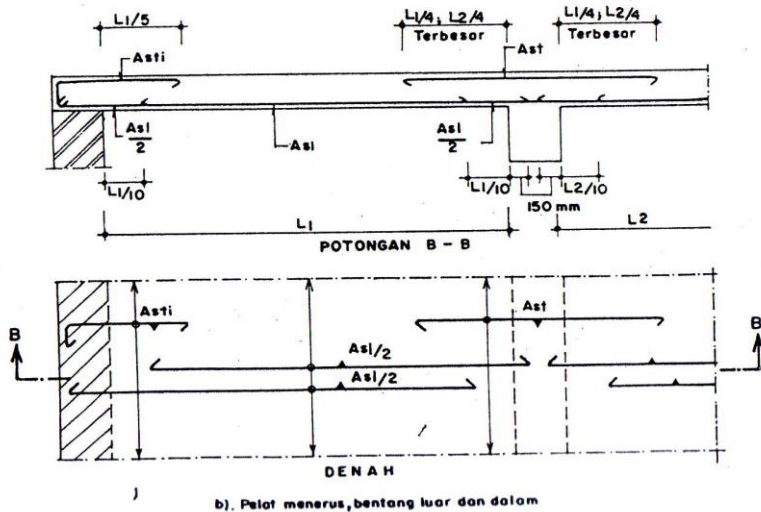 L1/5
L1/4 ; L2/4
Terbesar
L1/4; L2/4
Terbesar
Asti
Ast
Asl
2
Asl
Asl
2
L1/10
L1/10
L2/10
150 mm
L1
L2
POTONGAN B - B
Asti
Ast
B
B
Asl/2
Asl/2
DENAH
b). Pelat menerus, bentang luar dan dalam